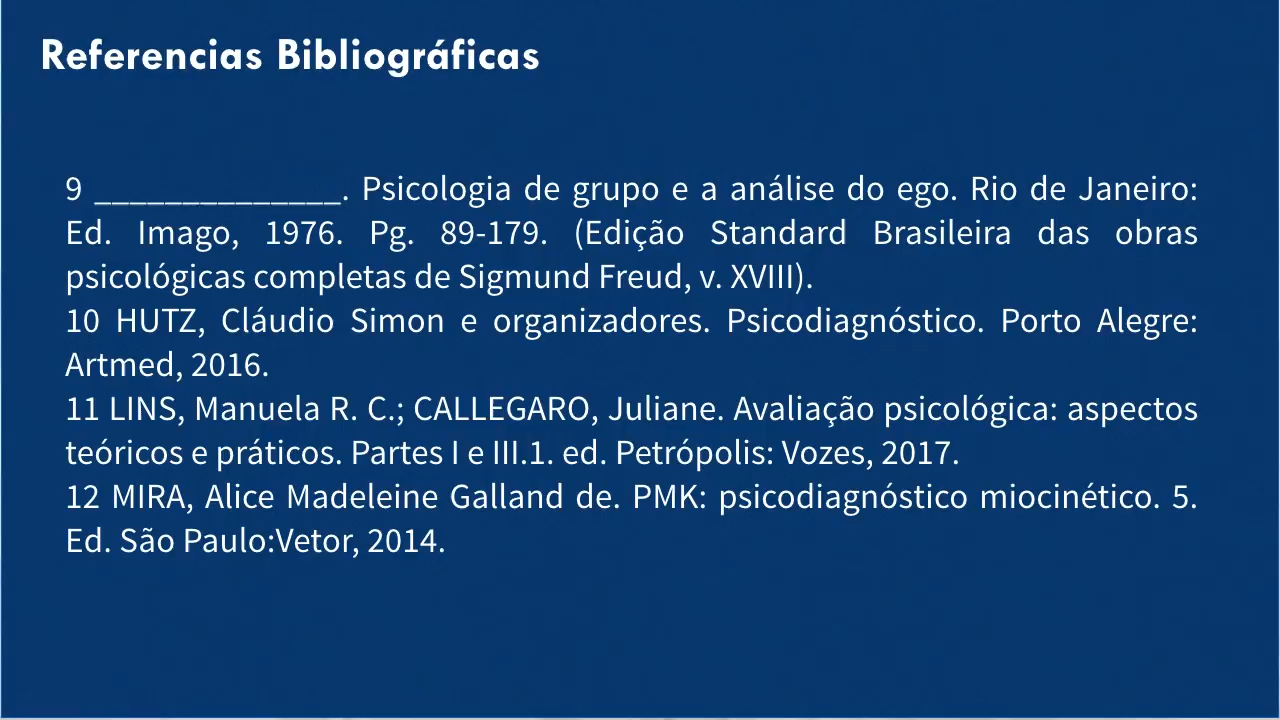 Referencias Bibliográficas
9 ______________. Psicologia de grupo e a análise do ego. Rio de Janeiro:
Ed. Imago, 1976. Pg. 89-179. (Edição Standard Brasileira das obras
psicológicas completas de Sigmund Freud, v. XVIII).
10 HUTZ, Cláudio Simon e organizadores. Psicodiagnóstico. Porto Alegre:
Artmed, 2016.
11 LINS, Manuela R. C.; CALLEGARO, Juliane. Avaliação psicológica: aspectos
teóricos e práticos. Partes I e III.1. ed. Petrópolis: Vozes, 2017.
12 MIRA, Alice Madeleine Galland de. PMK: psicodiagnóstico miocinético. 5.
Ed. São Paulo:Vetor, 2014.